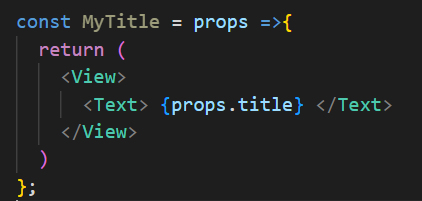 const MyTitle = props =>{
  return (
    <View>
      <Text> {props.title} </Text>
    </View>
  )
};